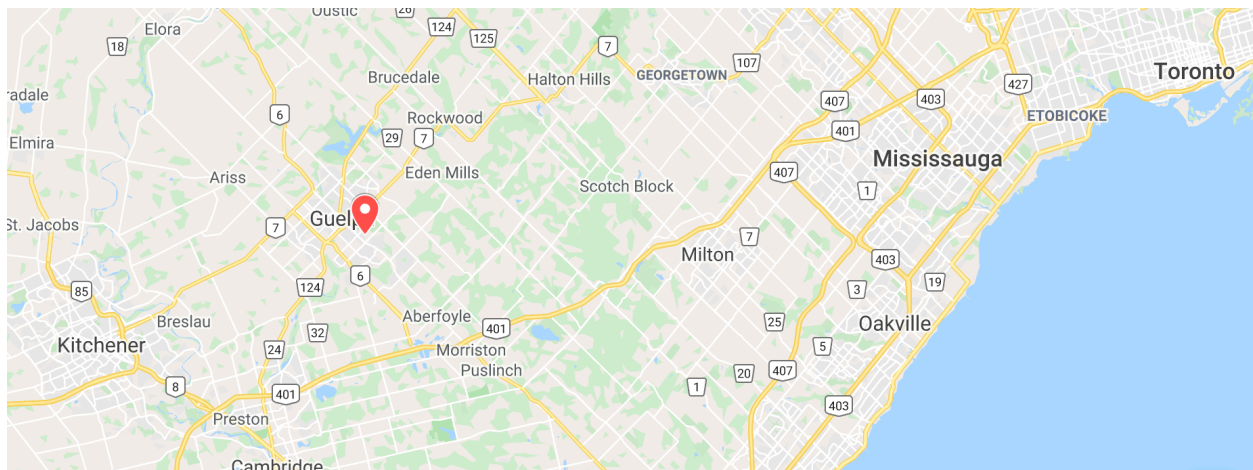 Oustic
26
Elora
124
125
18
7
Toronto
107
GEORGETOWN
Brucedale
Halton Hills
427
radale
407
403
6
Rockwood
ETOBICOKE
401
Elmira
29
7
Mississauga
Eden Mills
407
Ariss
Scotch Block
1
St. Jacobs
Guelp
7
7
Milton
403
6
85
124
19
3
Breslau
Aberfoyle
25
Oakville
32
401
Kitchener
24
Morriston
5
Puslinch
407
20
8
1
401
403
Preston
Cambridge